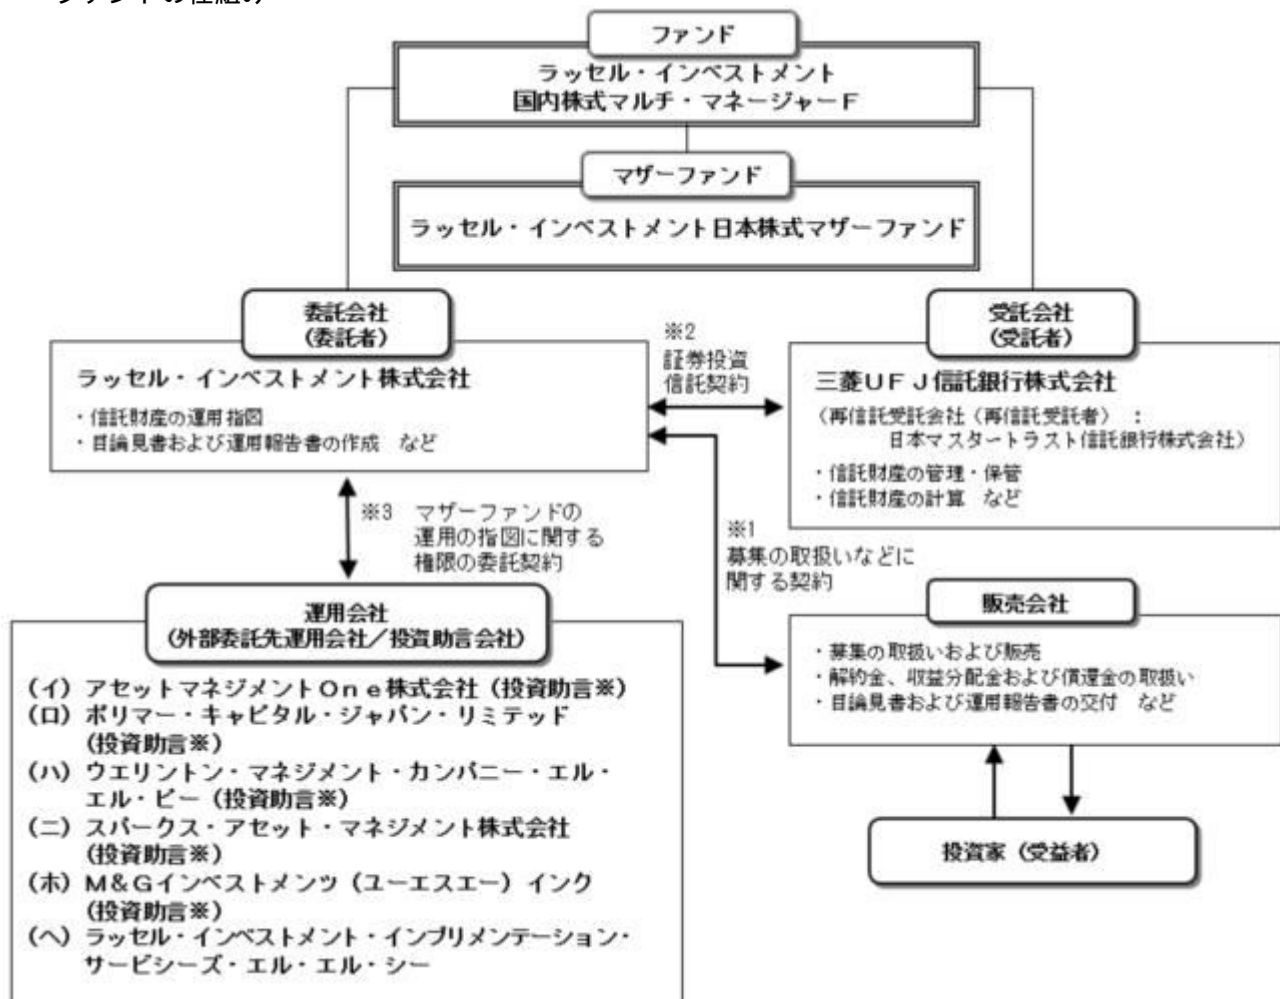 ファンドの仕組み
ファンド
ラッセル・インベストメント
国内株式マルチ・マネージャーF
マザーファンド
ラッセル・インベストメント日本株式マザーファンド
委託会社
(委託者)
ラッセル・インベストメント株式会社
・信託財産の運用指図
・目論見書および運用報告書の作成 など
※2
証券投資
信託契約
受託会社
(受託者)
三菱UFJ信託銀行株式会社
(再信託受託会社(再信託受託者) :
日本マスタートラスト信託銀行株式会社)
・信託財産の管理・保管
・信託財産の計算 など
※3 マザーファンドの
運用の指図に関する
権限の委託契約
※1
募集の取扱いなどに
関する契約
運用会社
(外部委託先運用会社/投資助言会社)
(イ) アセットマネジメントOne株式会社 (投資助言※)
(ロ) ポリマー・キャピタル・ジャパン・リミテッド
(投資助言※)
(ハ) ウエリントン・マネジメント・カンパニー・エル・
エル・ピー (投資助言※)
(ニ) スパークス・アセット・マネジメント株式会社
(投資助言※)
(ホ) M&Gインベストメンツ (ユーエスエー) インク
(投資助言※)
(ヘ) ラッセル・インベストメント・インプリメンテーション・
サービシーズ・エル・エル・シー
販売会社
・募集の取扱いおよび販売
・解約金、収益分配金および償還金の取扱い
・目論見書および運用報告書の交付 など
投資家 (受益者)